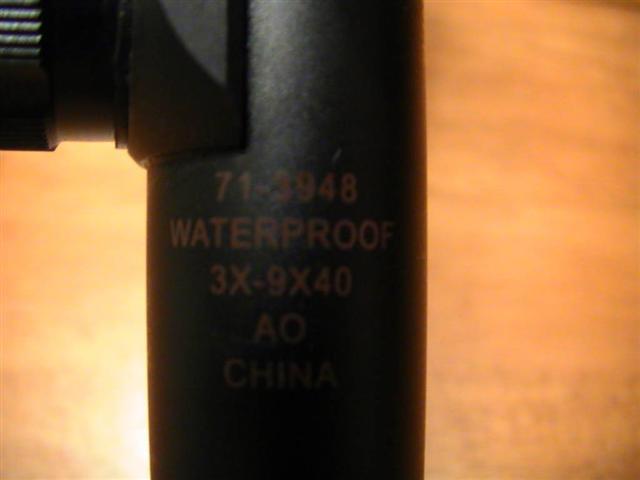 71-3948
WATERPROOF
3X-9X40
AO
CHINA